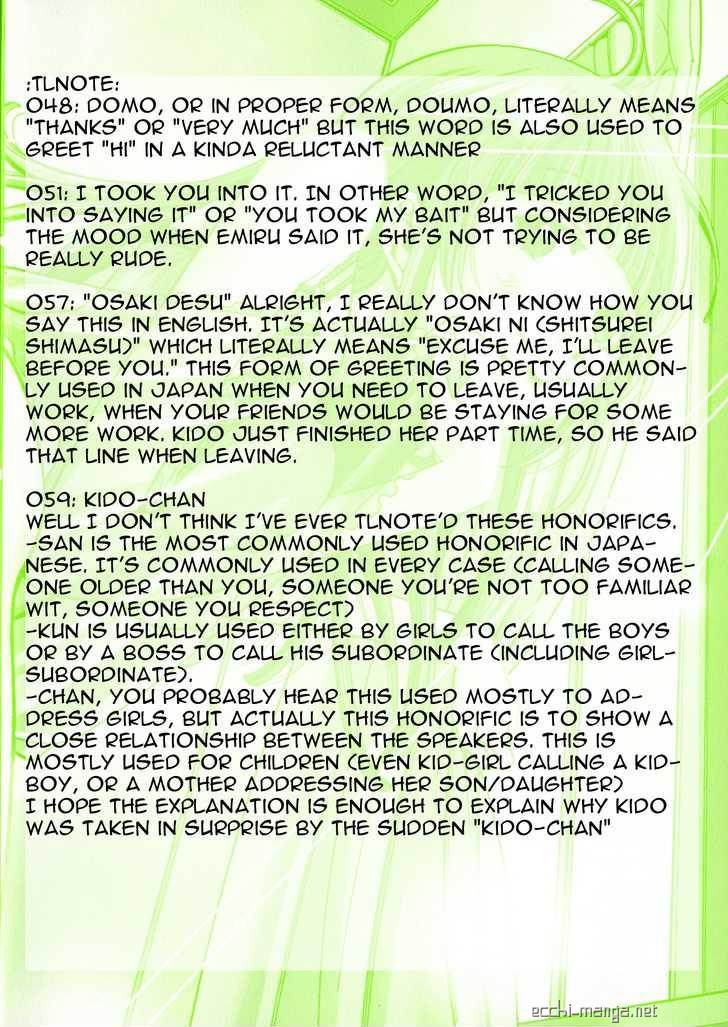 :TLNOTE:
048: DOMO, OR IN PROPER FORM, DOUMO, LITERALLY MEANS
"THANKS" OR "VERY MUCH" BUT THIS WORD IS ALSO USED TO
GREET "HI" IN A KINDA RELUCTANT MANNER
051: I TOOK YOU INTO IT. IN OTHER WORD, "I TRICKED YOU
INTO SAYING IT" OR "YOU TOOK MY BAIT" BUT CONSIDERING
THE MOOD WHEN EMIRU SAID IT, SHE'S NOT TRYING TO BE
REALLY RUDE.
057: "OSAKI DESU" ALRIGHT, I REALLY DON'T KNOW HOW YOU
SAY THIS IN ENGLISH. IT'S ACTUALLY "OSAKI NI (SHITSUREI
SHIMASU)" WHICH LITERALLY MEANS "EXCUSE ME, I'LL LEAVE
BEFORE YOU." THIS FORM OF GREETING IS PRETTY COMMON-
LY USED IN JAPAN WHEN YOU NEED TO LEAVE, USUALLY
WORK, WHEN YOUR FRIENDS WOULD BE STAYING FOR SOME
MORE WORK. KIDO JUST FINISHED HER PART TIME, SO HE SAID
THAT LINE WHEN LEAVING.
059: KIDO-CHAN
WELL I DON'T THINK I'VE EVER TLNOTE'D THESE HONORIFICS.
-SAN IS THE MOST COMMONLY USED HONORIFIC IN JAPA-
NESE. IT'S COMMONLY USED IN EVERY CASE (CALLING SOME-
ONE OLDER THAN YOU, SOMEONE YOU'RE NOT TOO FAMILIAR
WIT, SOMEONE YOU RESPECT)
-KUN IS USUALLY USED EITHER BY GIRLS TO CALL THE BOYS
OR BY A BOSS TO CALL HIS SUBORDINATE (INCLUDING GIRL-
SUBORDINATE).
-CHAN, YOU PROBABLY HEAR THIS USED MOSTLY TO AD-
DRESS GIRLS, BUT ACTUALLY THIS HONORIFIC IS TO SHOW A
CLOSE RELATIONSHIP BETWEEN THE SPEAKERS. THIS IS
MOSTLY USED FOR CHILDREN (EVEN KID-GIRL CALLING A KID-
BOY, OR A MOTHER ADDRESSING HER SON/DAUGHTER)
I HOPE THE EXPLANATION IS ENOUGH TO EXPLAIN WHY KIDO
WAS TAKEN IN SURPRISE BY THE SUDDEN "KIDO-CHAN"
ecchi-manga.net